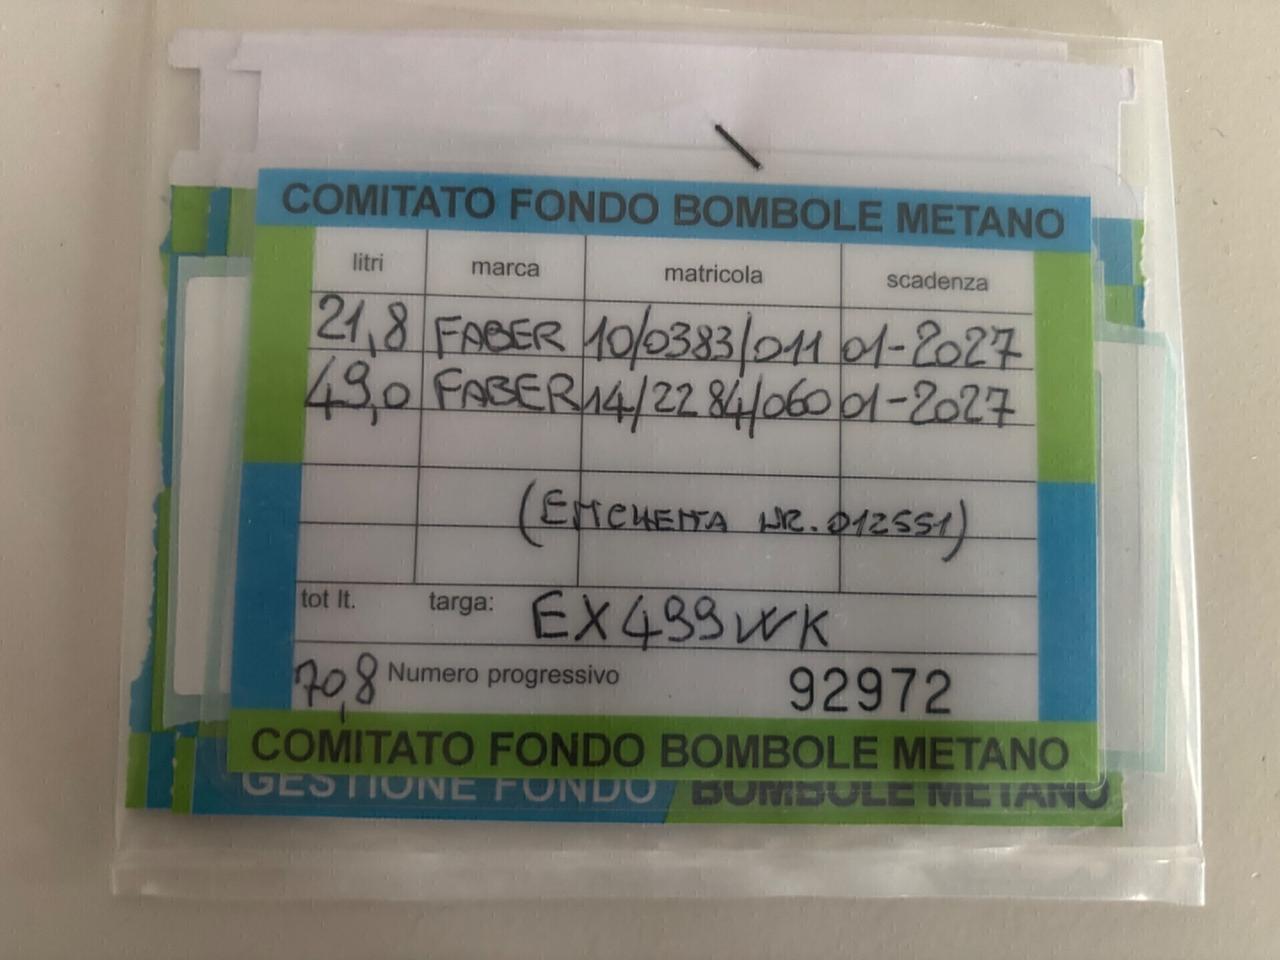 COMITATO FONDO BOMBOLE METANO
litri marca matricola scadenza
21,8 FABER 10/0383/011 01-2027
49,0 FABER 14/2284/060 01-2027
(ETICHETTA NR. 012551)
tot lt. targa: EX499WK
70,8 Numero progressivo 92972
COMITATO FONDO BOMBOLE METANO
GESTIONE FONDO BOMBOLE METANO